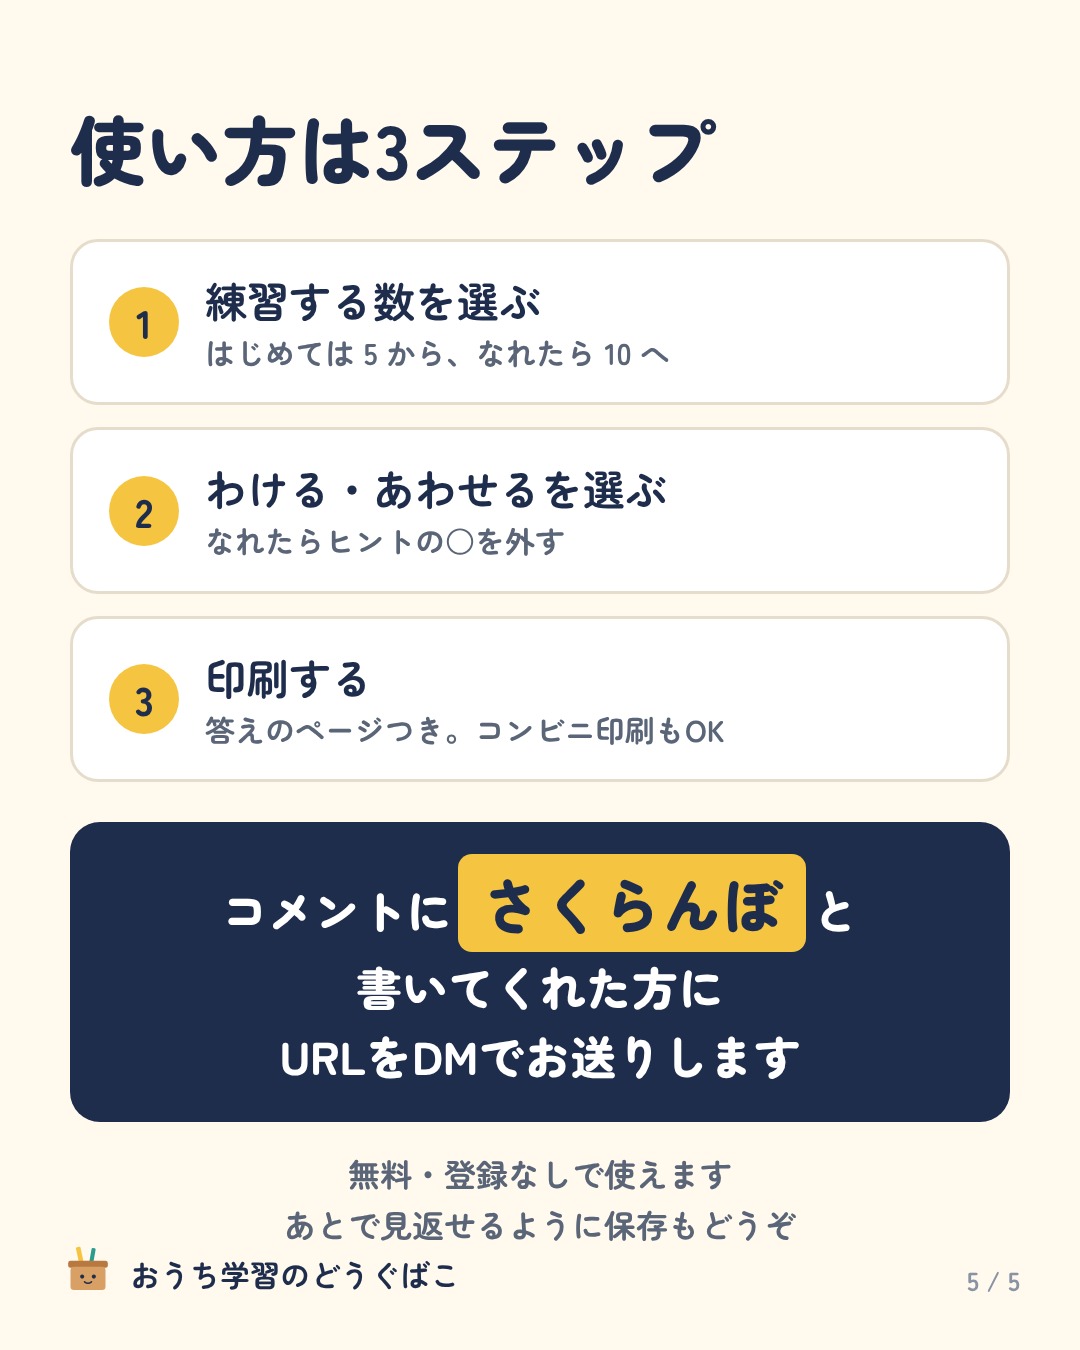 使い方は3ステップ
1
練習する数を選ぶ
はじめては 5 から、なれたら 10 へ
2
わける・あわせるを選ぶ
なれたらヒントの○を外す
3
印刷する
答えのページつき。コンビニ印刷もOK
コメントに さくらんぼ と
書いてくれた方に
URLをDMでお送りします
無料・登録なしで使えます
あとで見返せるように保存もどうぞ
おうち学習のどうぐばこ
5 / 5